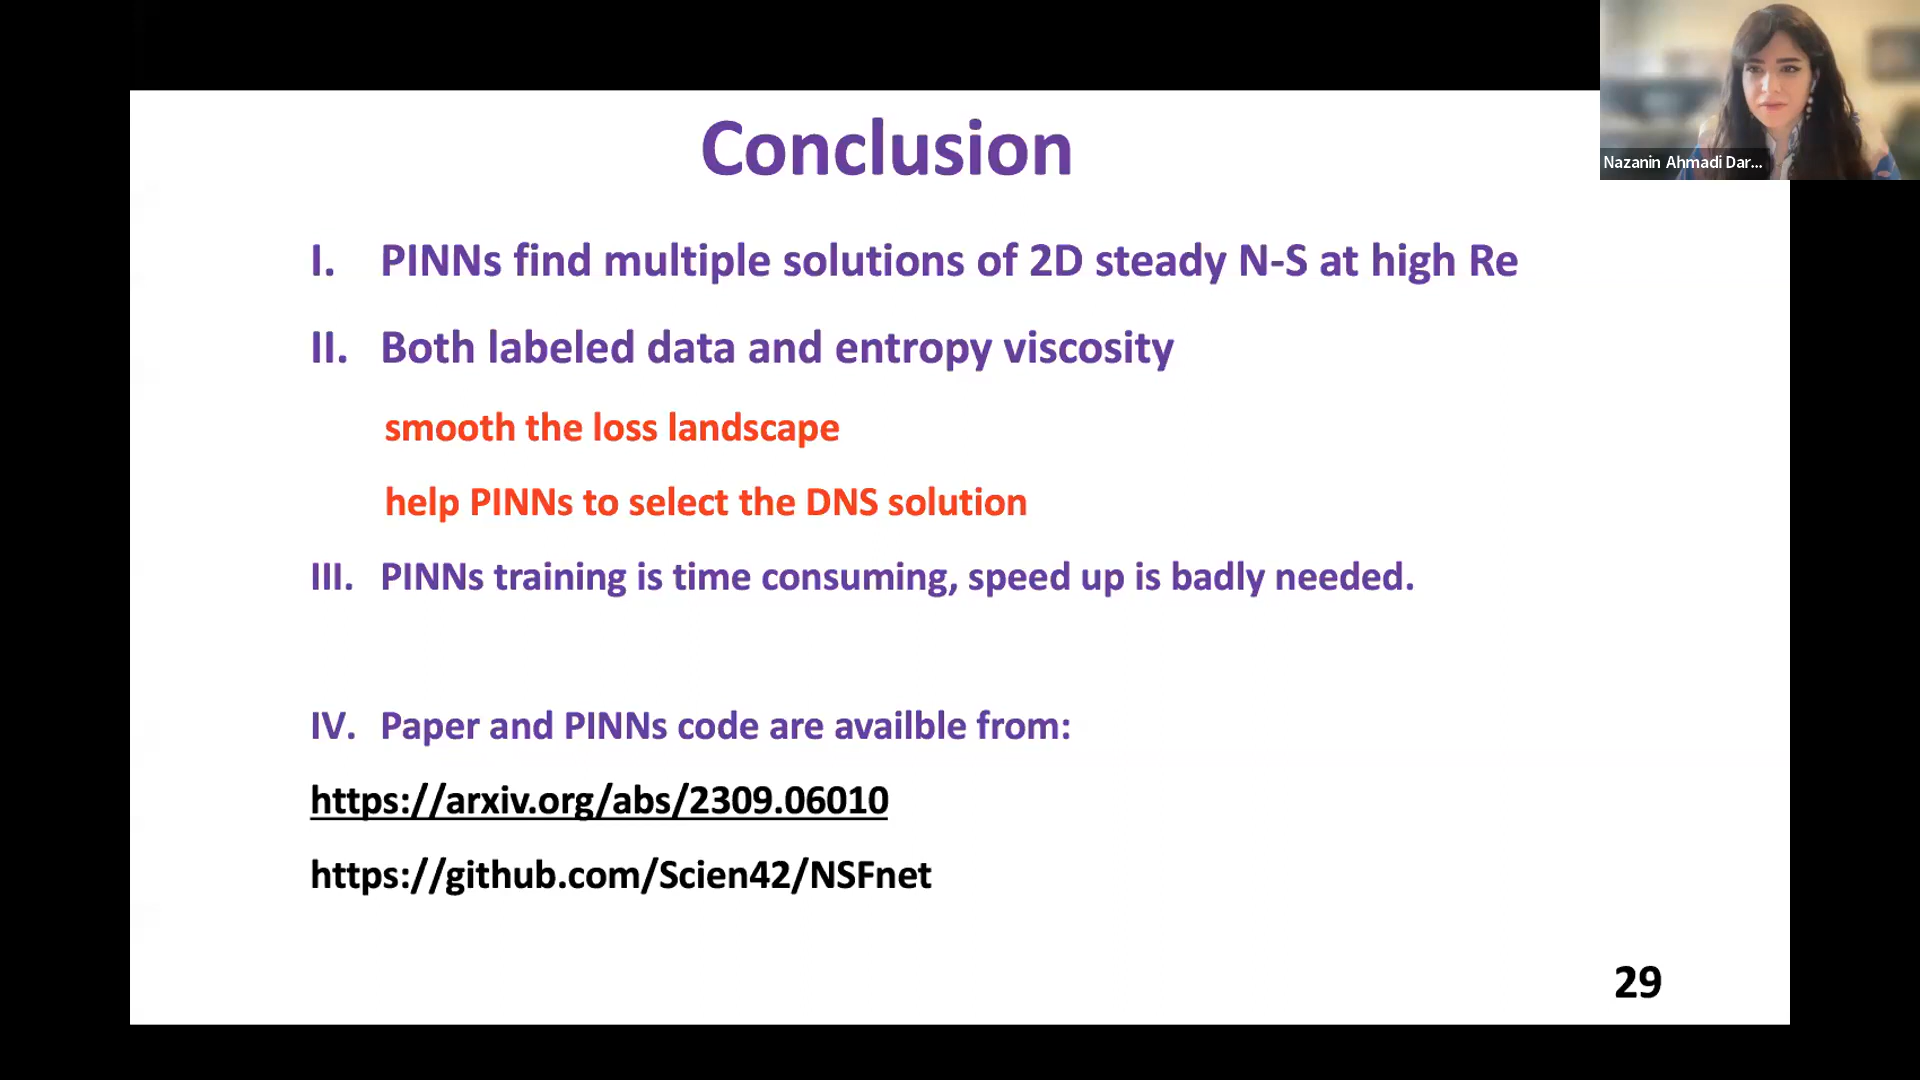 Conclusion
Nazanin Ahmadi Dar...
I. PINNs find multiple solutions of 2D steady N-S at high Re
II. Both labeled data and entropy viscosity
smooth the loss landscape
help PINNs to select the DNS solution
III. PINNs training is time consuming, speed up is badly needed.
IV. Paper and PINNs code are availble from:
https://arxiv.org/abs/2309.06010
https://github.com/Scien42/NSFnet
29